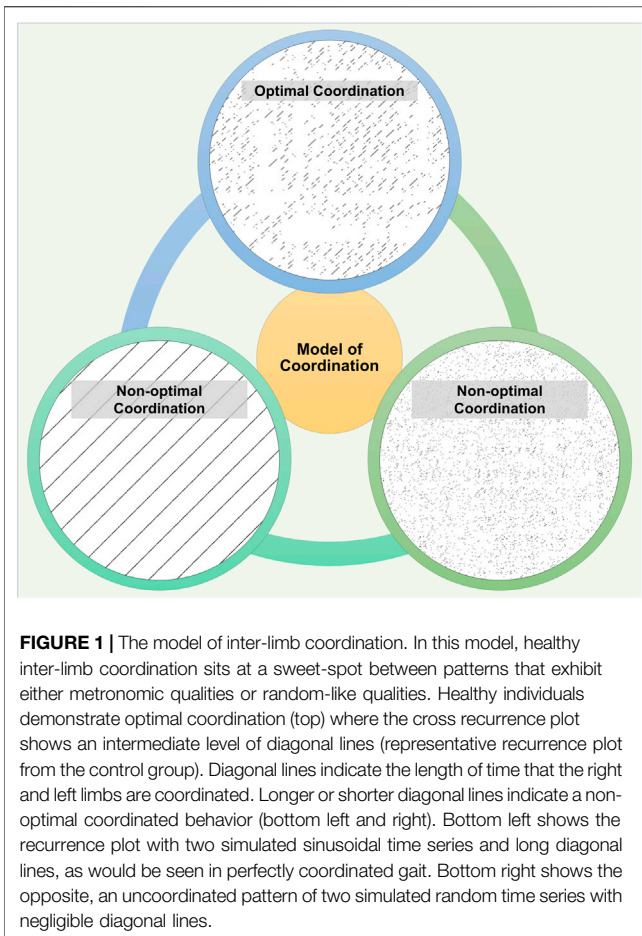 Optimal Coordination
Model of
Coordination
Non-optimal
Coordination
Non-optimal
Coordination
FIGURE 1 | The model of inter-limb coordination. In this model, healthy
inter-limb coordination sits at a sweet-spot between patterns that exhibit
either metronomic qualities or random-like qualities. Healthy individuals
demonstrate optimal coordination (top) where the cross recurrence plot
shows an intermediate level of diagonal lines (representative recurrence plot
from the control group). Diagonal lines indicate the length of time that the right
and left limbs are coordinated. Longer or shorter diagonal lines indicate a non-
optimal coordinated behavior (bottom left and right). Bottom left shows the
recurrence plot with two simulated sinusoidal time series and long diagonal
lines, as would be seen in perfectly coordinated gait. Bottom right shows the
opposite, an uncoordinated pattern of two simulated random time series with
negligible diagonal lines.